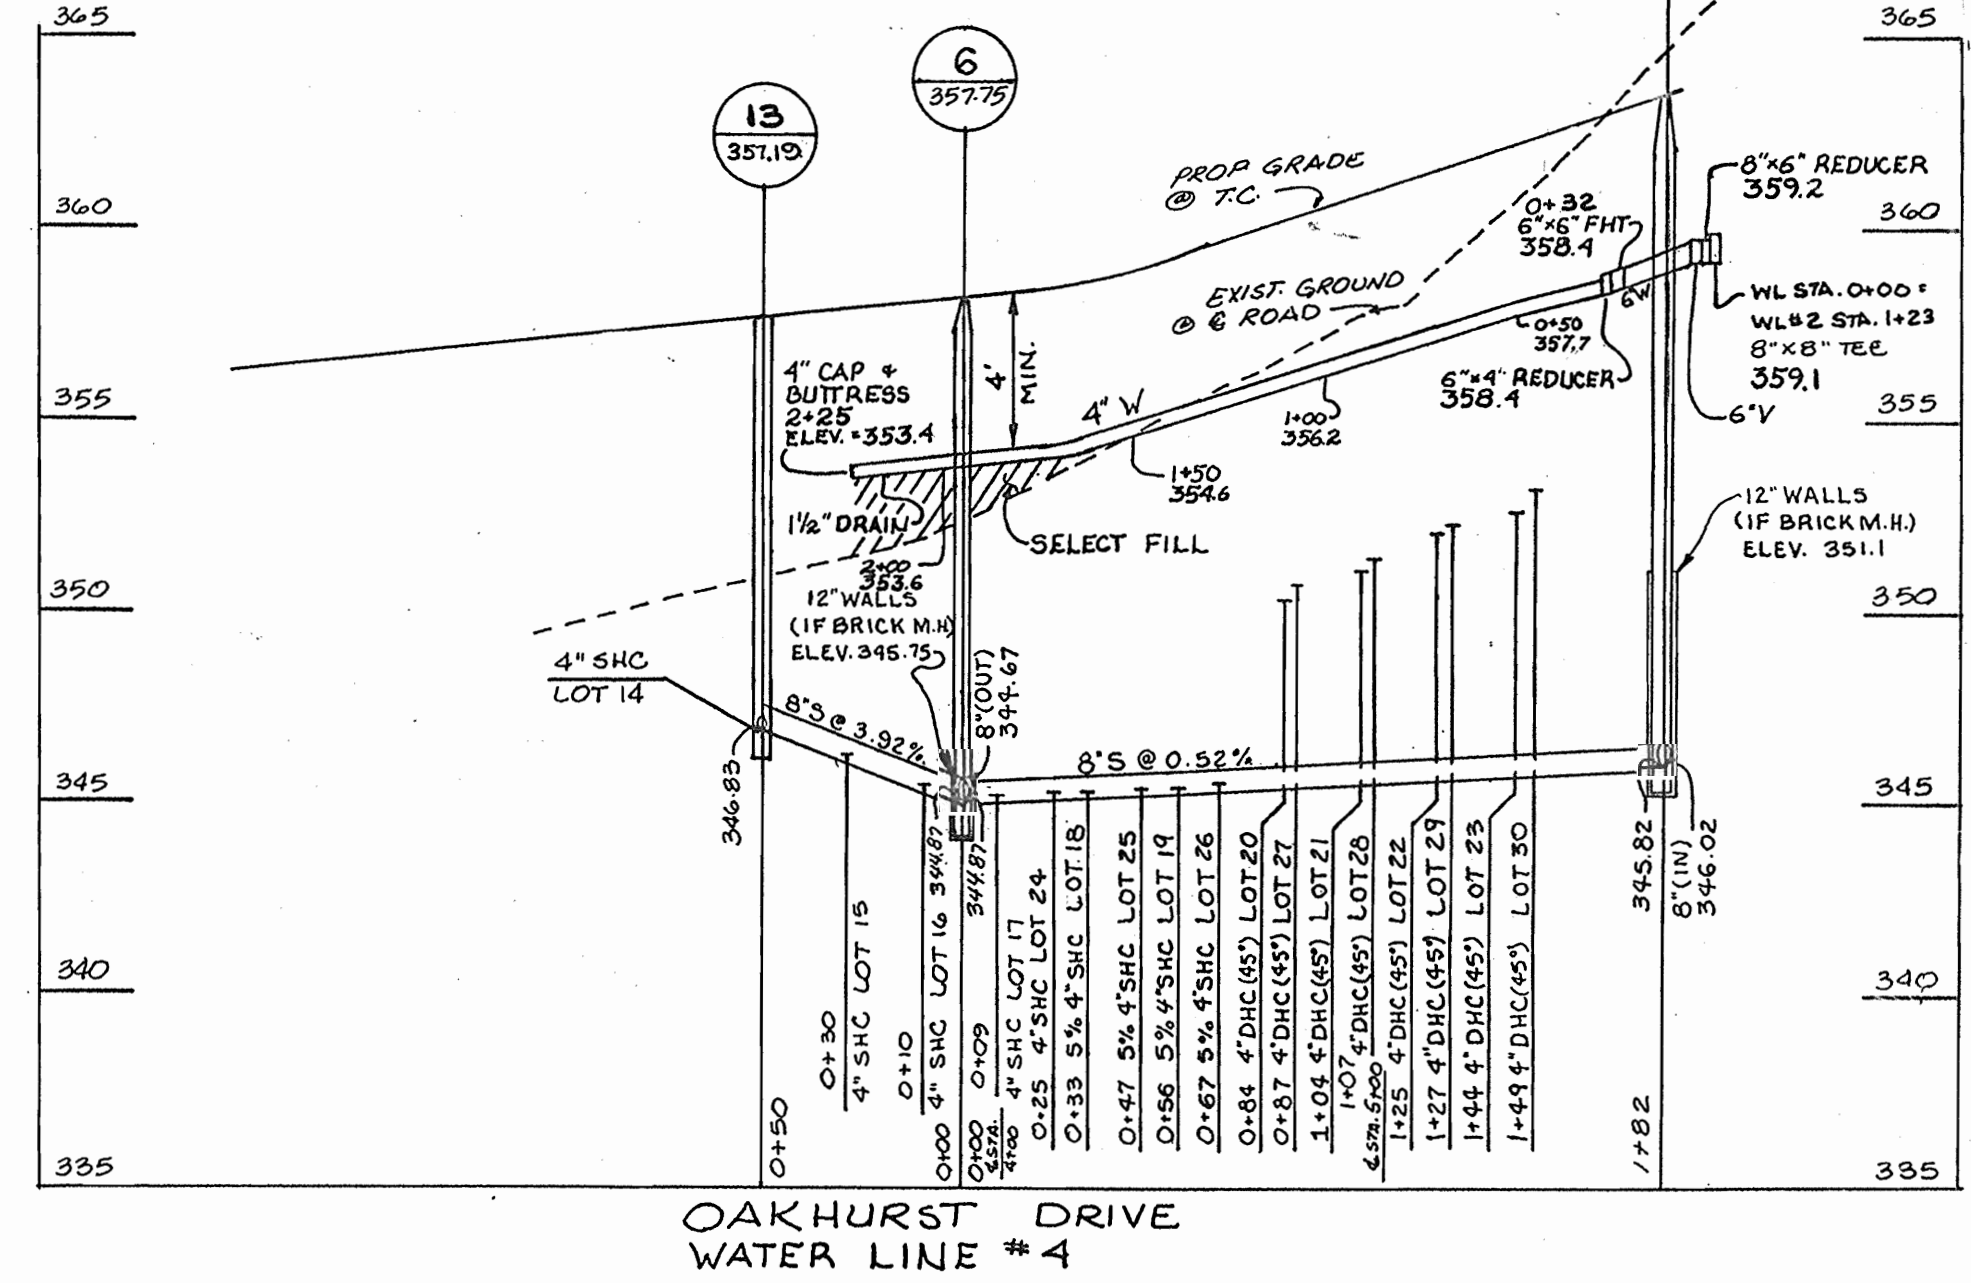 365
360
355
350
345
340
335
13
357.19
6
357.75
PROP GRADE
@ T.C.
EXIST. GROUND
@ ℄ ROAD
0+32
6"x6" FHT
358.4
8"x6" REDUCER
359.2
WL STA. 0+00 =
WL#2 STA. 1+23
8"x8" TEE
359.1
6"V
6W
0+50
357.7
6"x4" REDUCER
358.4
1+00
356.2
4" W
1+50
354.6
4'
MIN.
4" CAP &
BUTTRESS
2+25
ELEV. = 353.4
1½" DRAIN
SELECT FILL
2+00
353.6
12" WALLS
(IF BRICK M.H)
ELEV. 345.75
12" WALLS
(IF BRICK M.H.)
ELEV. 351.1
4" SHC
LOT 14
8"S @ 3.92%
8"(OUT)
344.67
8"S @ 0.52%
346.83
344.87
344.87
345.82
8"(IN)
346.02
0+50
0+30
4" SHC LOT 15
0+10
4" SHC LOT 16
0+00
0+00
℄ STA.
4+00
0+09
4" SHC LOT 17
0+25 4" SHC LOT 24
0+33 5% 4" SHC LOT 18
0+47 5% 4" SHC LOT 25
0+56 5% 4" SHC LOT 19
0+67 5% 4" SHC LOT 26
0+84 4" DHC (45°) LOT 20
0+87 4" DHC (45°) LOT 27
1+04 4" DHC (45°) LOT 21
1+07 4" DHC (45°) LOT 28
℄ STA. 5+00
1+25 4" DHC (45°) LOT 22
1+27 4" DHC (45°) LOT 29
1+44 4" DHC (45°) LOT 23
1+49 4" DHC (45°) LOT 30
1+82
365
360
355
350
345
340
335
OAKHURST DRIVE
WATER LINE #4